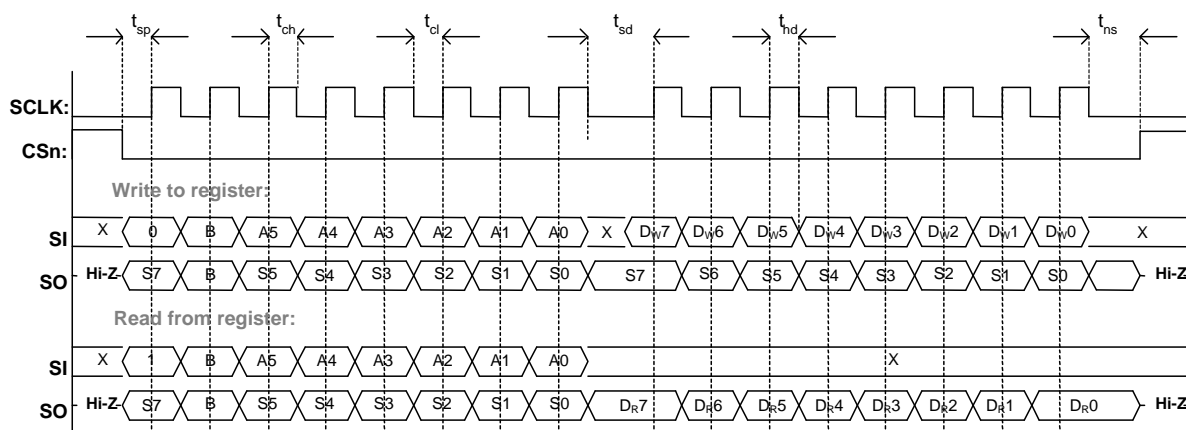 tsp tch tcl tsd thd tns
SCLK:
CSn:
Write to register:
SI X 0 B A5 A4 A3 A2 A1 A0 X DW7 DW6 DW5 DW4 DW3 DW2 DW1 DW0 X
SO Hi-Z S7 B S5 S4 S3 S2 S1 S0 S7 S6 S5 S4 S3 S2 S1 S0 Hi-Z
Read from register:
SI X 1 B A5 A4 A3 A2 A1 A0 X
SO Hi-Z S7 B S5 S4 S3 S2 S1 S0 DR7 DR6 DR5 DR4 DR3 DR2 DR1 DR0 Hi-Z